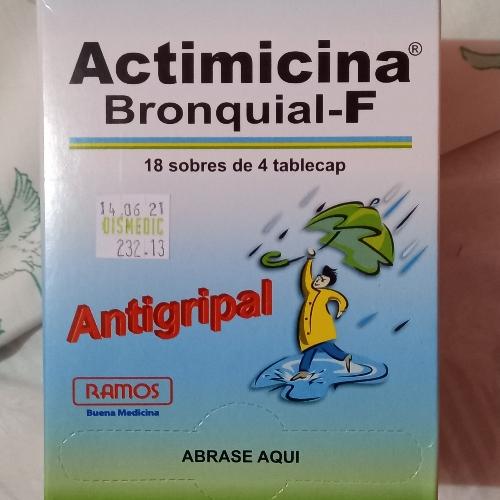 Actimicina®
Bronquial-F
18 sobres de 4 tablecap
14.06 21
DISMEDIC
232.13
Antigripal
RAMOS
Buena Medicina
ABRASE AQUI